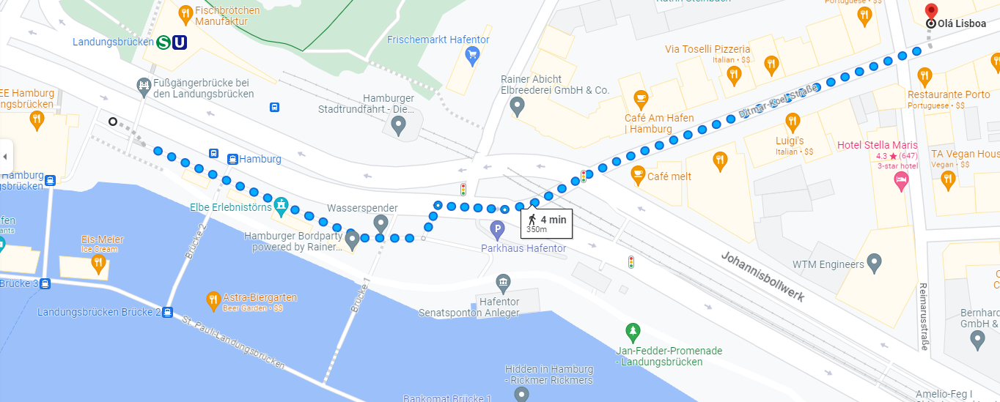 Fischbrötchen
Manufaktur
Portuguese • $$
Olá Lisboa
Landungsbrücken S U
Frischemarkt Hafentor
Via Toselli Pizzeria
Italian • $$
Fußgängerbrücke bei
den Landungsbrücken
Rainer Abicht
Elbreederei GmbH & Co.
EE Hamburg
ngsbrücken
Hamburger
Stadtrundfahrt - Die...
Ditmar-Koel-Straße
Restaurante Porto
Portuguese • $$
Café Am Hafen
| Hamburg
Luigi's
Italian • $$
Hotel Stella Maris
4.3 ★ (647)
3-star hotel
TA Vegan Hous
Vegan • $$
Hamburg
Hamburg
gsbrücken
Café melt
Elbe Erlebnistörns
Wasserspender
4 min
350m
Hamburger Bordparty
powered by Rainer...
P
Parkhaus Hafentor
fen
ants
Eis-Meier
Ice Cream
Brücke 2
Johannisbollwerk
WTM Engineers
Brücke 3
Brücke 1
Reimarusstraße
Astra-Biergarten
Beer Garden • $$
Hafentor
Senatsponton Anleger
Landungsbrücken Brücke 2
St. Pauli-Landungsbrücken
Bernhard
GmbH &
Jan-Fedder-Promenade
- Landungsbrücken
Hidden in Hamburg
- Rickmer Rickmers
Bankomat Brücke 1
Amelio-Feg I